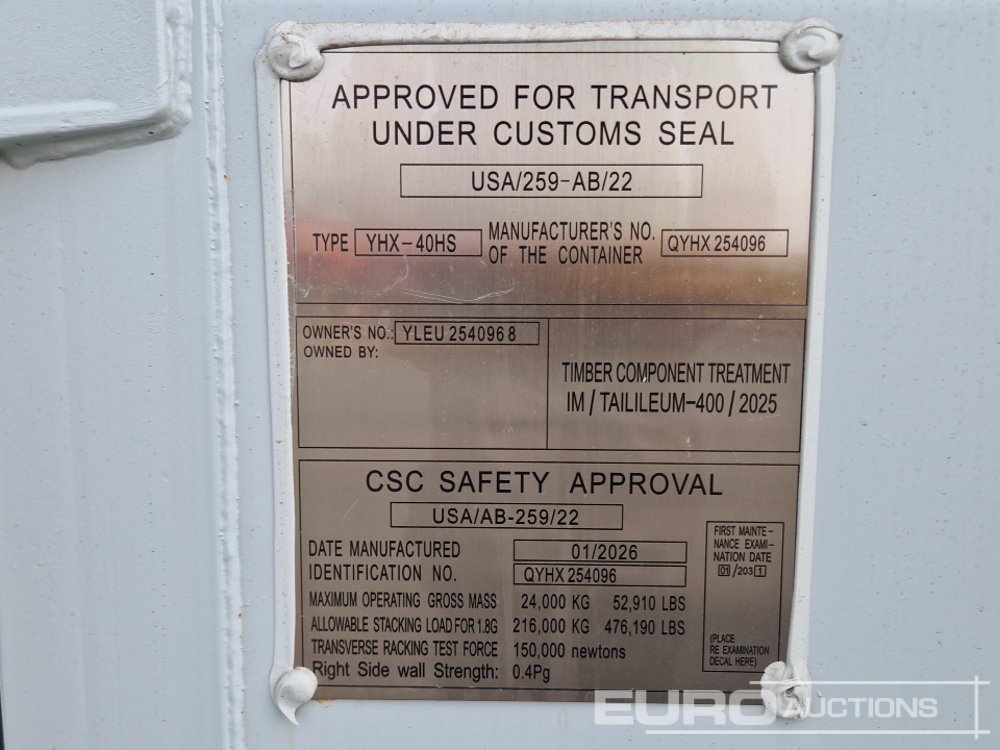 APPROVED FOR TRANSPORT
UNDER CUSTOMS SEAL
USA/259-AB/22
TYPE YHX-40HS MANUFACTURER'S NO. OF THE CONTAINER QYHX 254096
OWNER'S NO.: YLEU 254096 8
OWNED BY:
TIMBER COMPONENT TREATMENT
IM / TAILILEUM-400 / 2025
CSC SAFETY APPROVAL
USA/AB-259/22
DATE MANUFACTURED 01/2026
IDENTIFICATION NO. QYHX 254096
MAXIMUM OPERATING GROSS MASS 24,000 KG 52,910 LBS
ALLOWABLE STACKING LOAD FOR 1.8G 216,000 KG 476,190 LBS
TRANSVERSE RACKING TEST FORCE 150,000 newtons
Right Side wall Strength: 0.4Pg
FIRST MAINTE-
NANCE EXAMI-
NATION DATE
01/2031
(PLACE
RE EXAMINATION
DECAL HERE)
EURO AUCTIONS